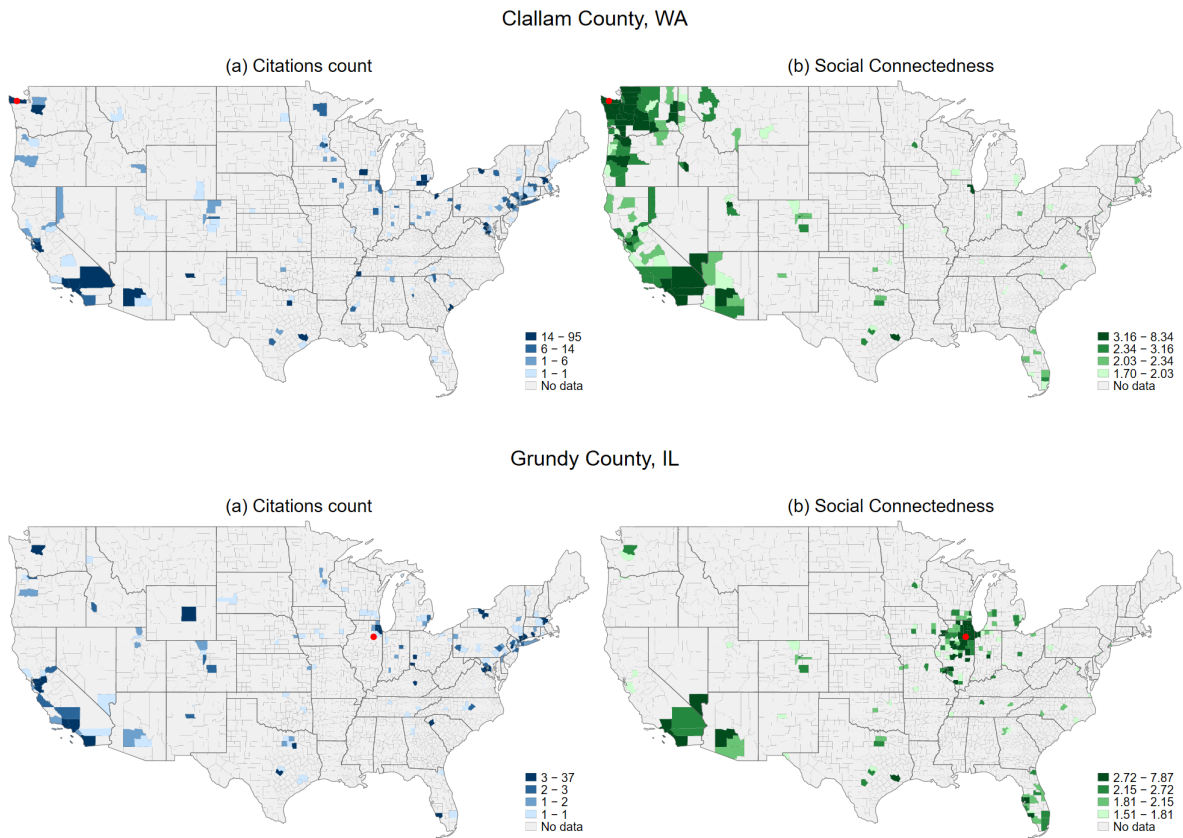 Clallam County, WA
(a) Citations count
(b) Social Connectedness
14 − 95
6 − 14
1 − 6
1 − 1
No data
3.16 − 8.34
2.34 − 3.16
2.03 − 2.34
1.70 − 2.03
No data
Grundy County, IL
(a) Citations count
(b) Social Connectedness
3 − 37
2 − 3
1 − 2
1 − 1
No data
2.72 − 7.87
2.15 − 2.72
1.81 − 2.15
1.51 − 1.81
No data